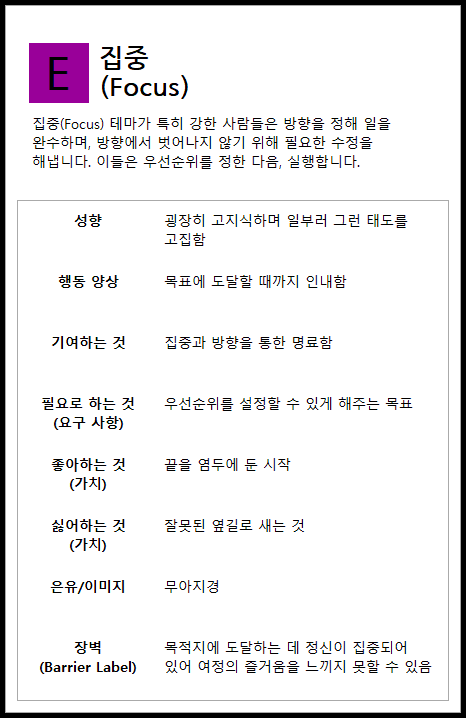 E
집중
(Focus)
집중(Focus) 테마가 특히 강한 사람들은 방향을 정해 일을
완수하며, 방향에서 벗어나지 않기 위해 필요한 수정을
해냅니다. 이들은 우선순위를 정한 다음, 실행합니다.
성향
굉장히 고지식하며 일부러 그런 태도를
고집함
행동 양상
목표에 도달할 때까지 인내함
기여하는 것
집중과 방향을 통한 명료함
필요로 하는 것
(요구 사항)
우선순위를 설정할 수 있게 해주는 목표
좋아하는 것
(가치)
끝을 염두에 둔 시작
싫어하는 것
(가치)
잘못된 옆길로 새는 것
은유/이미지
무아지경
장벽
(Barrier Label)
목적지에 도달하는 데 정신이 집중되어
있어 여정의 즐거움을 느끼지 못할 수 있음